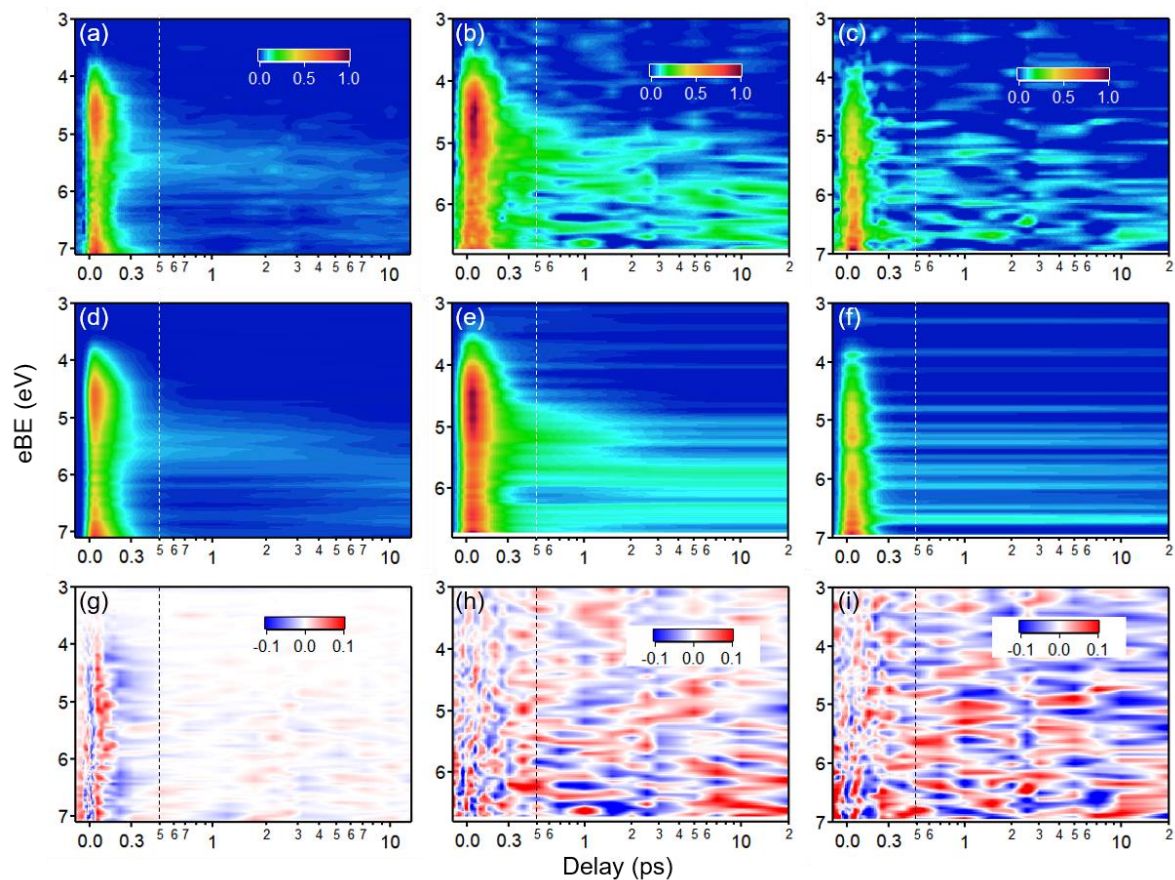 (a) (b) (c)
0.0 0.5 1.0 0.0 0.5 1.0 0.0 0.5 1.0
3 4 5 6 7 3 4 5 6 3 4 5 6 7
0.0 0.3 5 6 7 1 2 3 4 5 6 7 10 0.0 0.3 5 6 1 2 3 4 5 6 10 2 0.0 0.3 5 6 1 2 3 4 5 6 10 2
(d) (e) (f)
3 4 5 6 7 3 4 5 6 3 4 5 6 7
eBE (eV)
0.0 0.3 5 6 7 1 2 3 4 5 6 7 10 0.0 0.3 5 6 1 2 3 4 5 6 10 2 0.0 0.3 5 6 1 2 3 4 5 6 10 2
(g) (h) (i)
-0.1 0.0 0.1 -0.1 0.0 0.1 -0.1 0.0 0.1
3 4 5 6 7 3 4 5 6 3 4 5 6 7
0.0 0.3 5 6 7 1 2 3 4 5 6 7 10 0.0 0.3 5 6 1 2 3 4 5 6 10 2 0.0 0.3 5 6 1 2 3 4 5 6 10 2
Delay (ps)